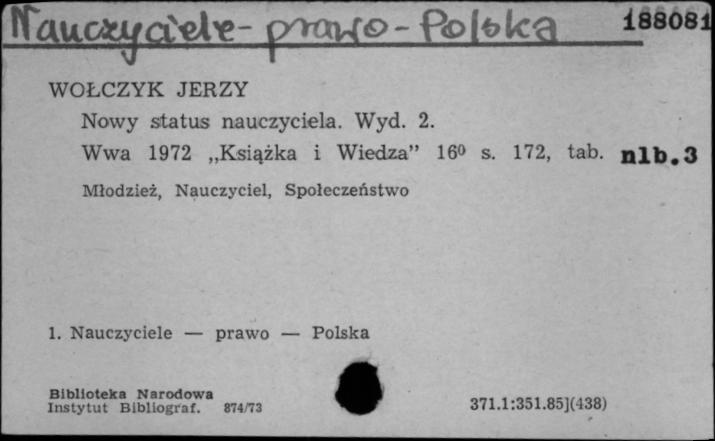 Nauczyciele - prawo - Polska 188081
WOŁCZYK JERZY
Nowy status nauczyciela. Wyd. 2.
Wwa 1972 „Książka i Wiedza” 16⁰ s. 172, tab. nlb.3
Młodzież, Nauczyciel, Społeczeństwo
1. Nauczyciele — prawo — Polska
Biblioteka Narodowa
Instytut Bibliograf. 874/73 371.1:351.85](438)